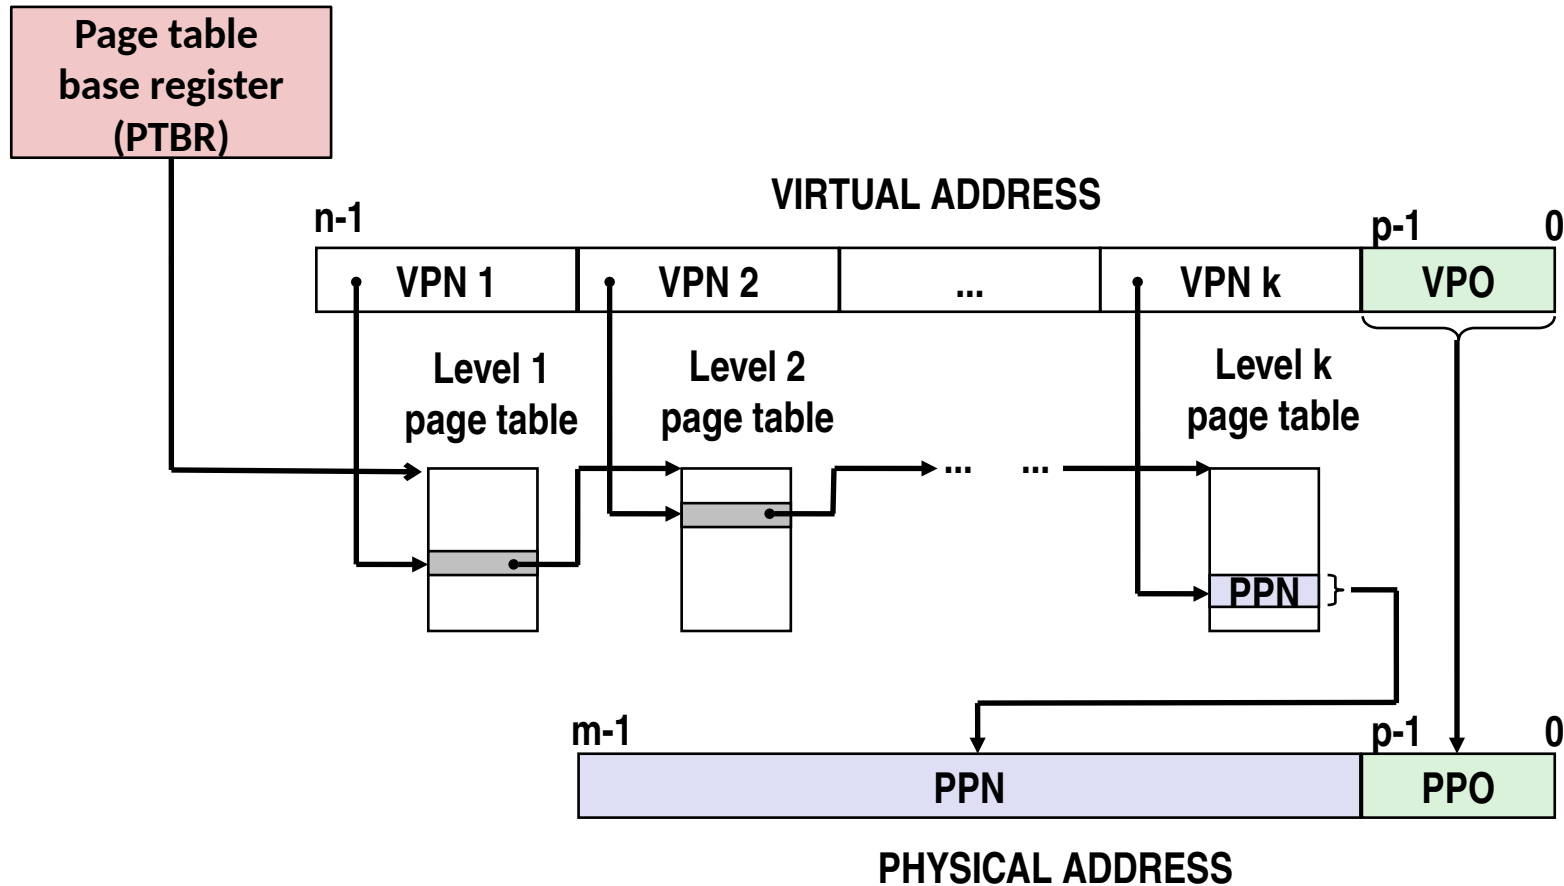 Page table
base register
(PTBR)
VIRTUAL ADDRESS
n-1
p-1
0
VPN 1
VPN 2
...
VPN k
VPO
Level 1
page table
Level 2
page table
Level k
page table
...
...
PPN
m-1
p-1
0
PPN
PPO
PHYSICAL ADDRESS